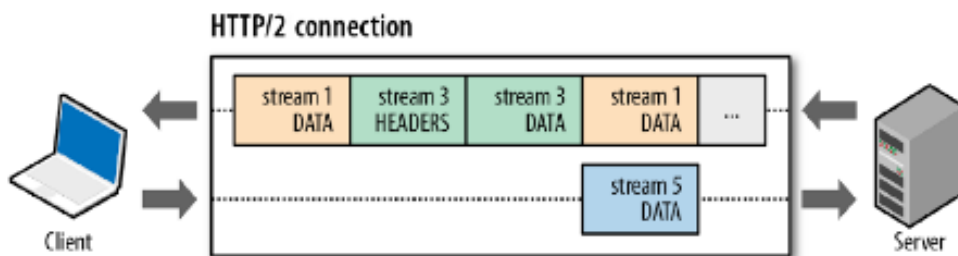 HTTP/2 connection
stream 1
DATA
stream 3
HEADERS
stream 3
DATA
stream 1
DATA
...
stream 5
DATA
Client
Server